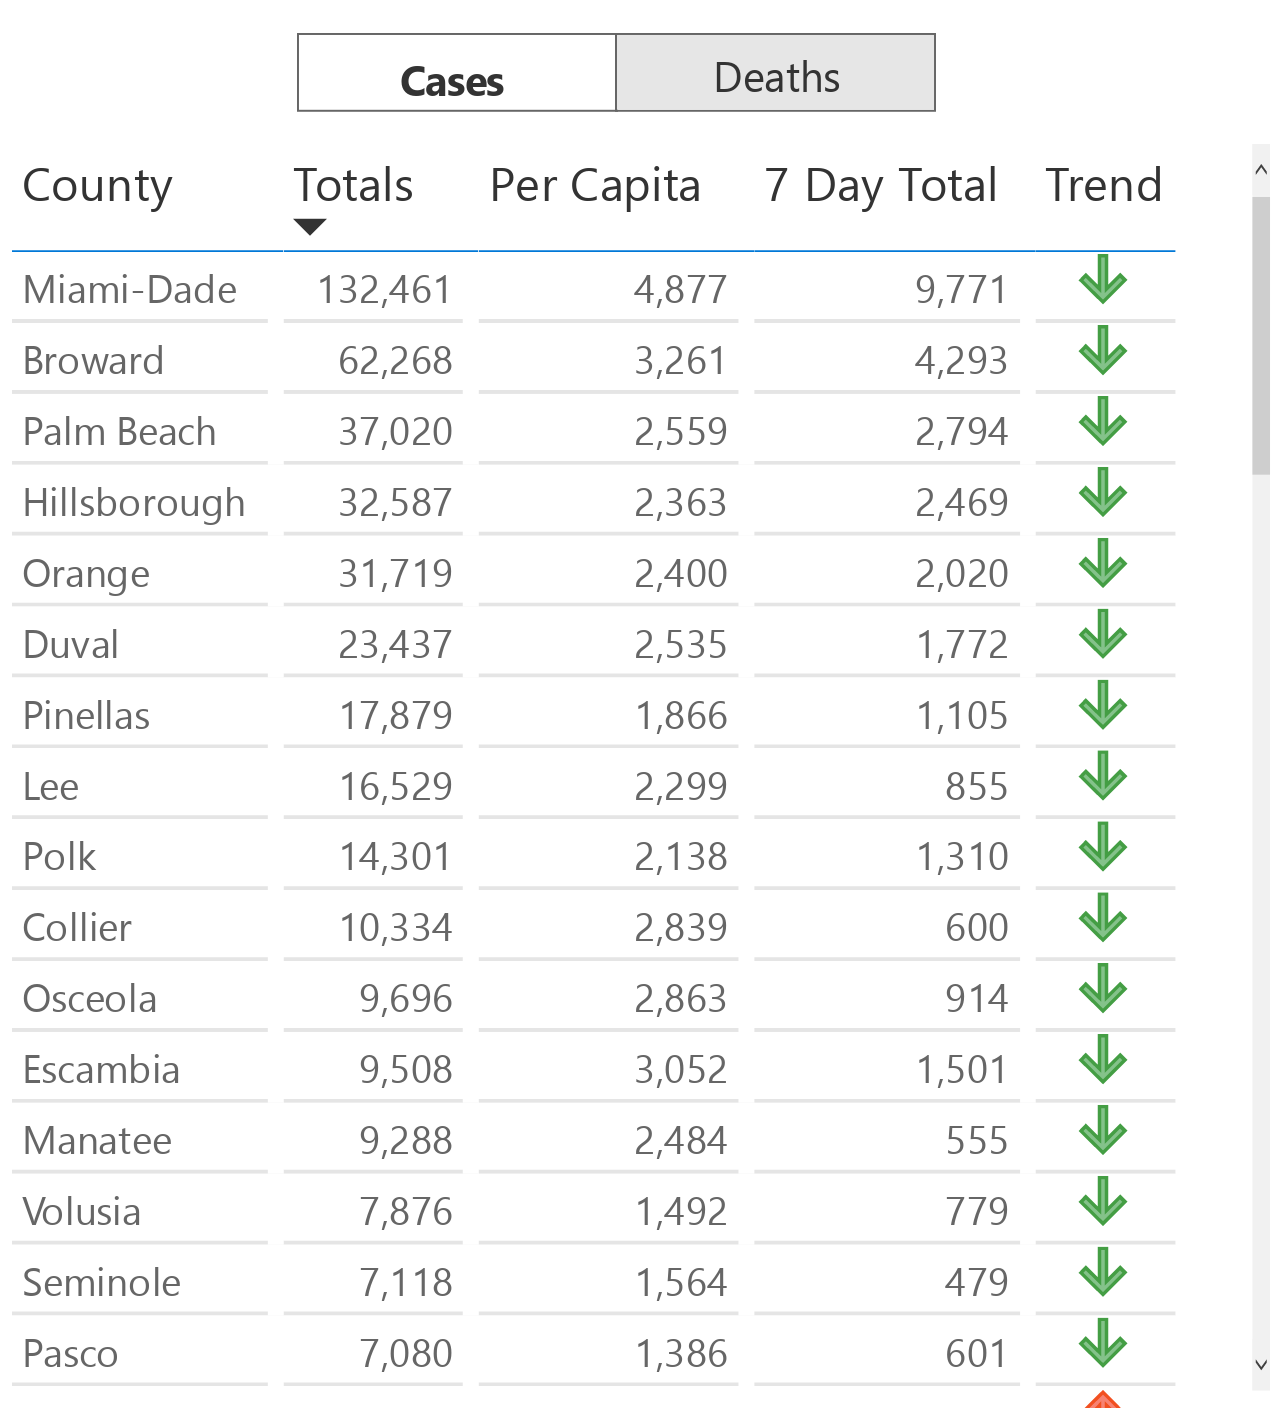 Cases Deaths
County Totals Per Capita 7 Day Total Trend
Miami-Dade 132,461 4,877 9,771
Broward 62,268 3,261 4,293
Palm Beach 37,020 2,559 2,794
Hillsborough 32,587 2,363 2,469
Orange 31,719 2,400 2,020
Duval 23,437 2,535 1,772
Pinellas 17,879 1,866 1,105
Lee 16,529 2,299 855
Polk 14,301 2,138 1,310
Collier 10,334 2,839 600
Osceola 9,696 2,863 914
Escambia 9,508 3,052 1,501
Manatee 9,288 2,484 555
Volusia 7,876 1,492 779
Seminole 7,118 1,564 479
Pasco 7,080 1,386 601